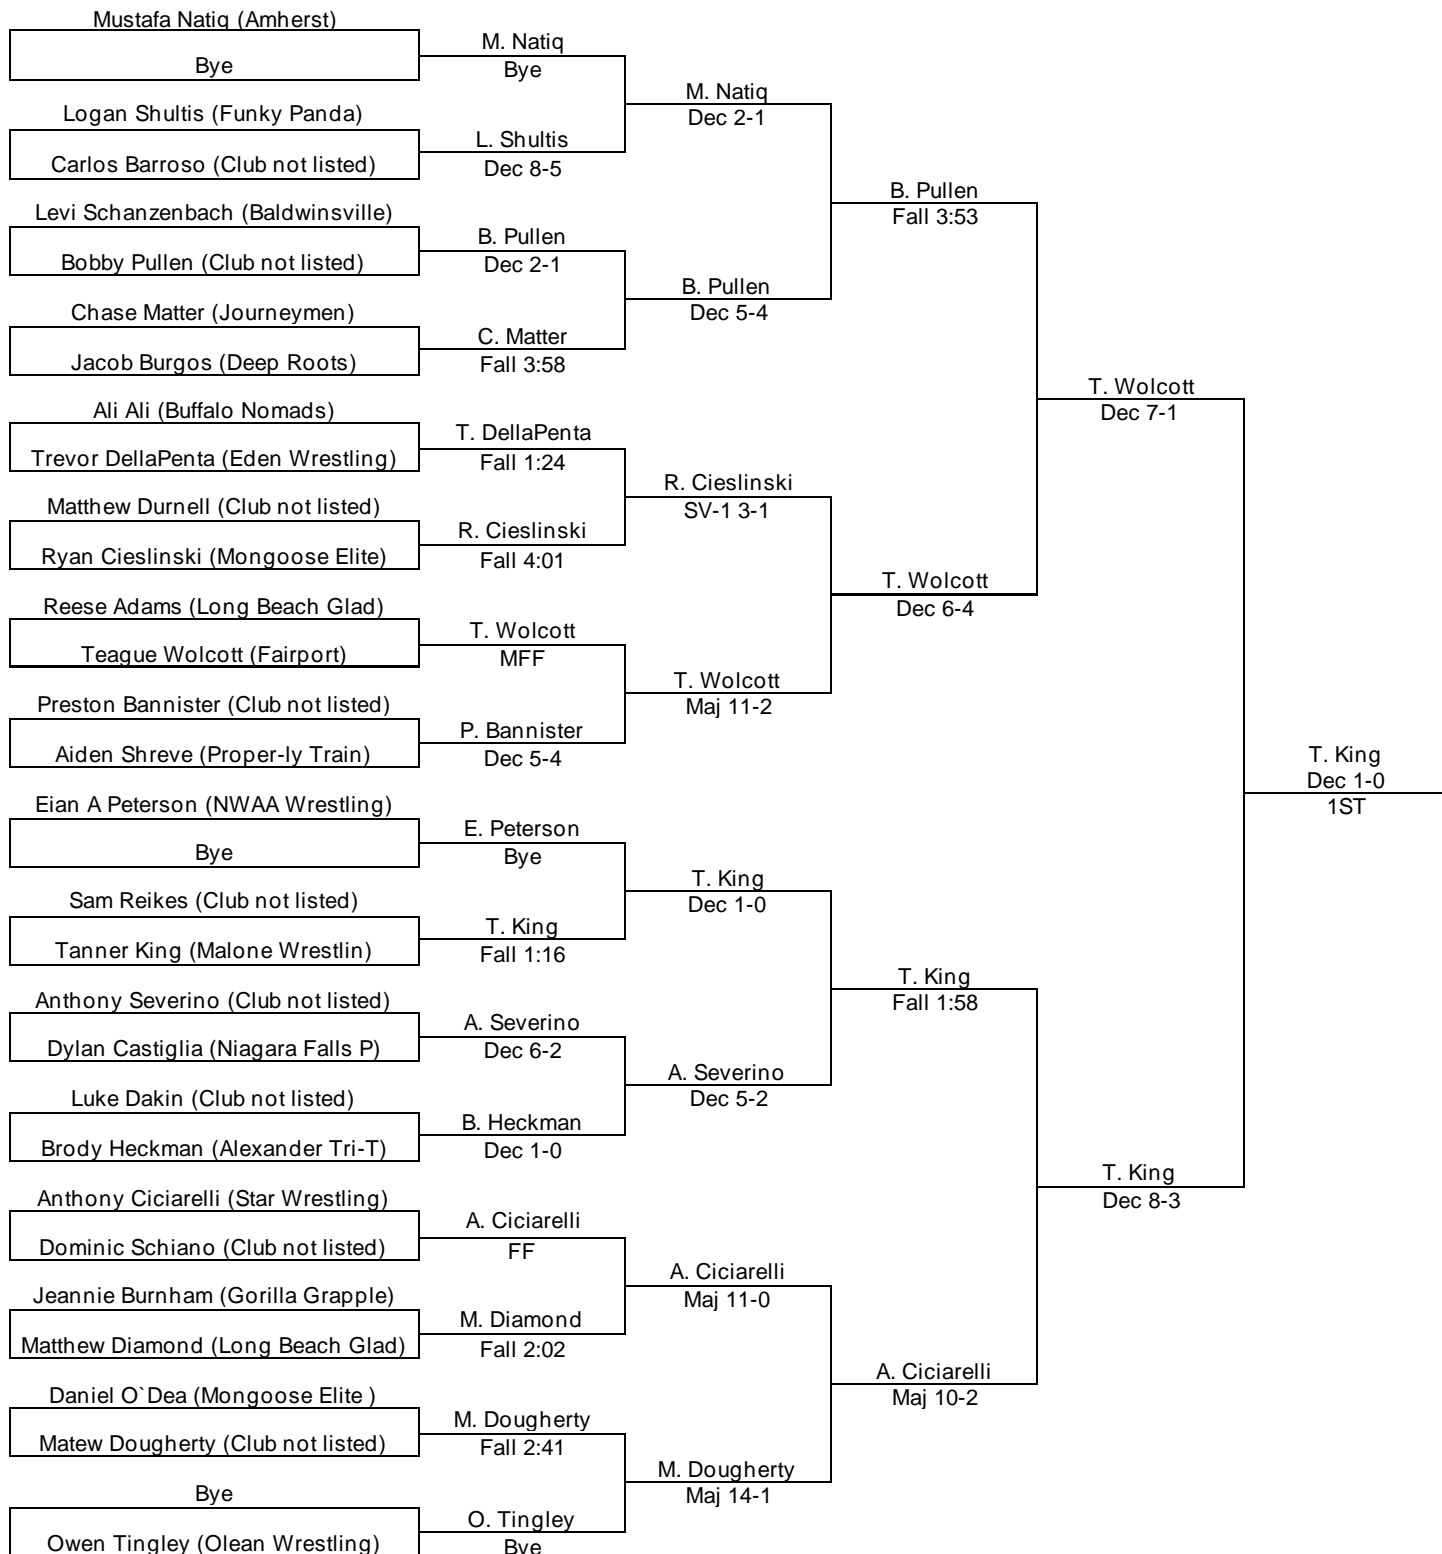 Mustafa Natiq (Amherst)
Bye
Logan Shultis (Funky Panda)
Carlos Barroso (Club not listed)
Levi Schanzenbach (Baldwinsville)
Bobby Pullen (Club not listed)
Chase Matter (Journeymen)
Jacob Burgos (Deep Roots)
Ali Ali (Buffalo Nomads)
Trevor DellaPenta (Eden Wrestling)
Matthew Durnell (Club not listed)
Ryan Cieslinski (Mongoose Elite)
Reese Adams (Long Beach Glad)
Teague Wolcott (Fairport)
Preston Bannister (Club not listed)
Aiden Shreve (Proper-ly Train)
Eian A Peterson (NWAA Wrestling)
Bye
Sam Reikes (Club not listed)
Tanner King (Malone Wrestlin)
Anthony Severino (Club not listed)
Dylan Castiglia (Niagara Falls P)
Luke Dakin (Club not listed)
Brody Heckman (Alexander Tri-T)
Anthony Ciciarelli (Star Wrestling)
Dominic Schiano (Club not listed)
Jeannie Burnham (Gorilla Grapple)
Matthew Diamond (Long Beach Glad)
Daniel O`Dea (Mongoose Elite )
Matew Dougherty (Club not listed)
Bye
Owen Tingley (Olean Wrestling)
M. Natiq
Bye
L. Shultis
Dec 8-5
B. Pullen
Dec 2-1
C. Matter
Fall 3:58
T. DellaPenta
Fall 1:24
R. Cieslinski
Fall 4:01
T. Wolcott
MFF
P. Bannister
Dec 5-4
E. Peterson
Bye
T. King
Fall 1:16
A. Severino
Dec 6-2
B. Heckman
Dec 1-0
A. Ciciarelli
FF
M. Diamond
Fall 2:02
M. Dougherty
Fall 2:41
O. Tingley
Bye
M. Natiq
Dec 2-1
B. Pullen
Dec 5-4
R. Cieslinski
SV-1 3-1
T. Wolcott
Maj 11-2
T. King
Dec 1-0
A. Severino
Dec 5-2
A. Ciciarelli
Maj 11-0
M. Dougherty
Maj 14-1
B. Pullen
Fall 3:53
T. Wolcott
Dec 6-4
T. King
Fall 1:58
A. Ciciarelli
Maj 10-2
T. Wolcott
Dec 7-1
T. King
Dec 8-3
T. King
Dec 1-0
1ST